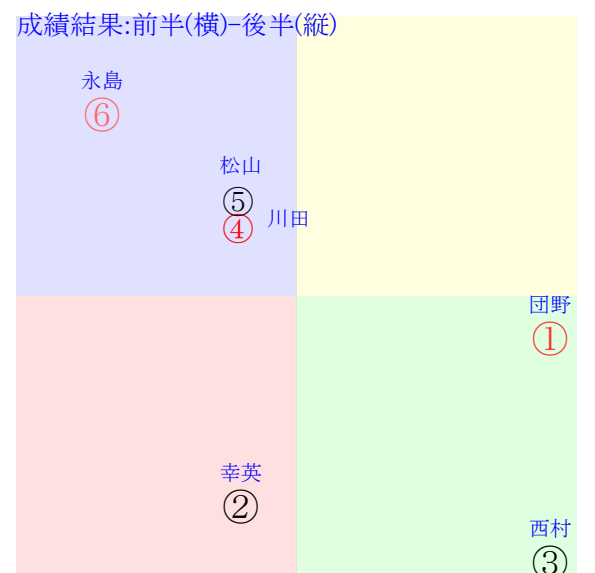 成績結果:前半(横)-後半(縦)
永島
⑥
松山
⑤
川田
④
団野
①
幸英
②
西村
③